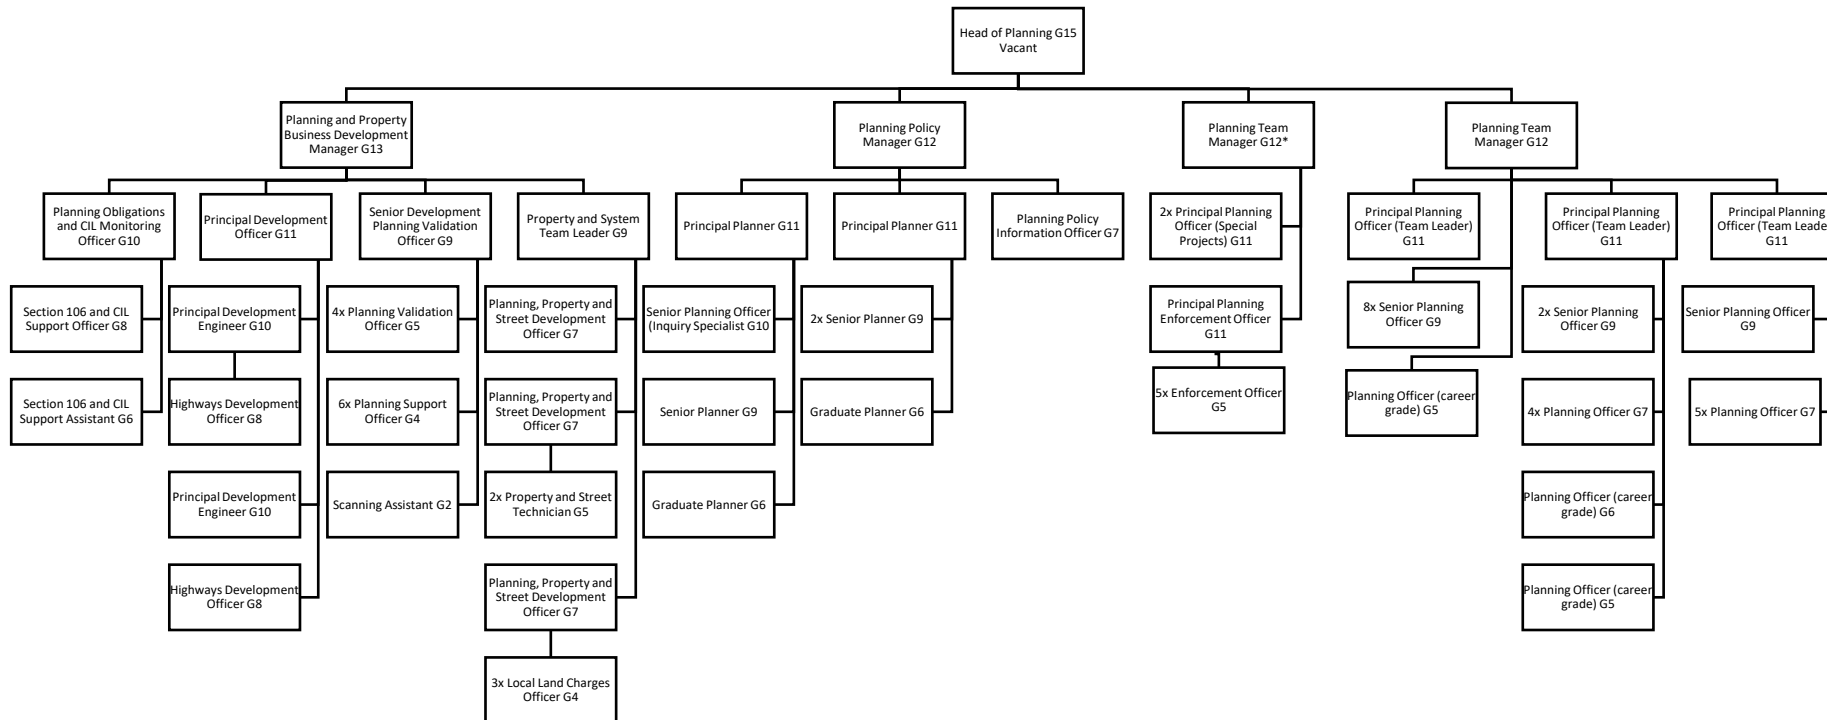 Head of Planning G15
Vacant
Planning and Property
Business Development
Manager G13
Planning Policy
Manager G12
Planning Team
Manager G12*
Planning Team
Manager G12
Planning Obligations
and CIL Monitoring
Officer G10
Principal Development
Officer G11
Senior Development
Planning Validation
Officer G9
Property and System
Team Leader G9
Principal Planner G11
Principal Planner G11
Planning Policy
Information Officer G7
2x Principal Planning
Officer (Special
Projects) G11
Principal Planning
Officer (Team Leader)
G11
Principal Planning
Officer (Team Leader)
G11
Principal Planning
Officer (Team Leade
G11
Section 106 and CIL
Support Officer G8
Principal Development
Engineer G10
4x Planning Validation
Officer G5
Planning, Property and
Street Development
Officer G7
Senior Planning Officer
(Inquiry Specialist G10
2x Senior Planner G9
Principal Planning
Enforcement Officer
G11
8x Senior Planning
Officer G9
2x Senior Planning
Officer G9
Senior Planning Officer
G9
Section 106 and CIL
Support Assistant G6
Highways Development
Officer G8
6x Planning Support
Officer G4
Planning, Property and
Street Development
Officer G7
Senior Planner G9
Graduate Planner G6
5x Enforcement Officer
G5
Planning Officer (career
grade) G5
4x Planning Officer G7
5x Planning Officer G7
Principal Development
Engineer G10
Scanning Assistant G2
2x Property and Street
Technician G5
Graduate Planner G6
Planning Officer (career
grade) G6
Highways Development
Officer G8
Planning, Property and
Street Development
Officer G7
Planning Officer (career
grade) G5
3x Local Land Charges
Officer G4